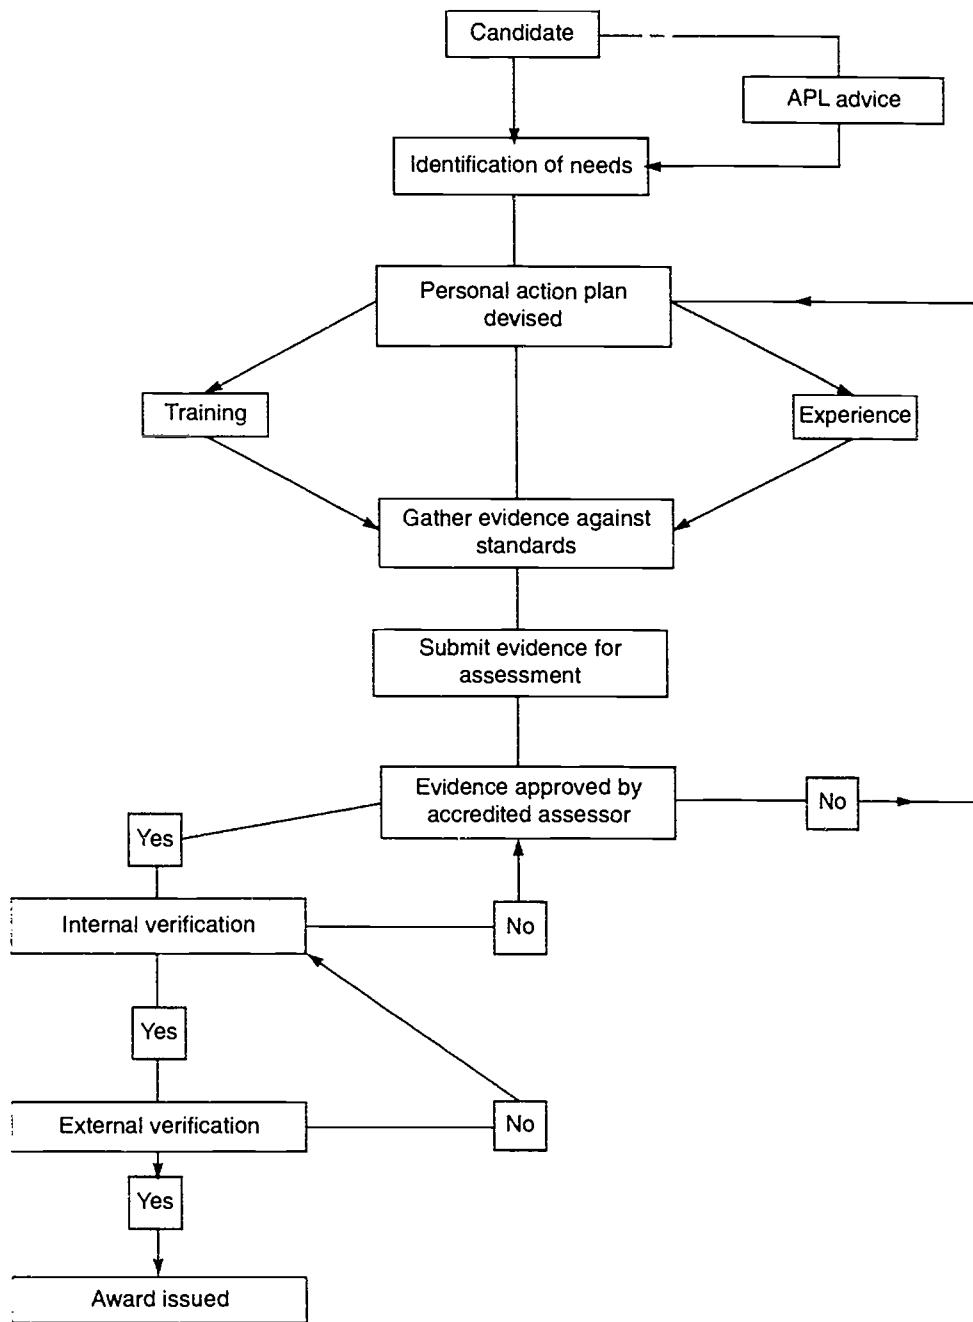 Candidate
APL advice
Identification of needs
Personal action plan
devised
Training
Experience
Gather evidence against
standards
Submit evidence for
assessment
Evidence approved by
accredited assessor
No
Yes
Internal verification
No
Yes
External verification
No
Yes
Award issued